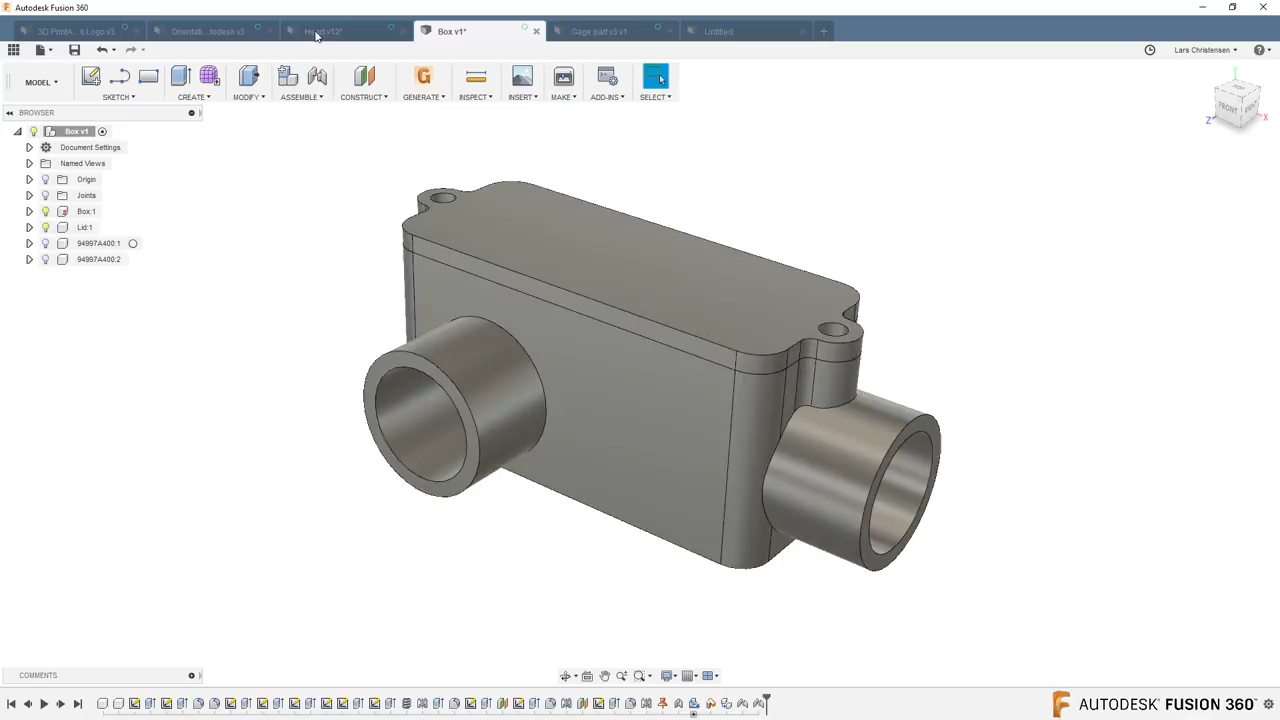 Autodesk Fusion 360
Box v1*
Gage part v3 v1
Untitled
Lars Christensen
MODEL
SKETCH
CREATE
MODIFY
ASSEMBLE
CONSTRUCT
GENERATE
INSPECT
INSERT
MAKE
ADD-INS
SELECT
BROWSER
FRONT
Z
X
Box v1
Document Settings
Named Views
Origin
Joints
Box:1
Lid:1
94997A400:1
94997A400:2
COMMENTS
AUTODESK FUSION 360